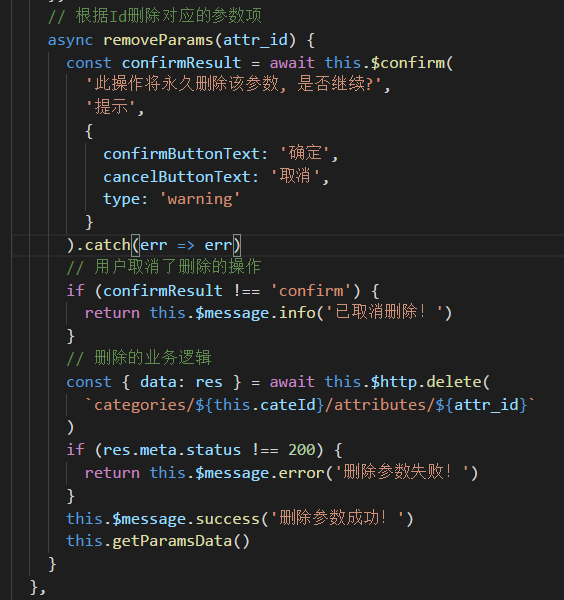 // 根据Id删除对应的参数项
async removeParams(attr_id) {
const confirmResult = await this.$confirm(
'此操作将永久删除该参数, 是否继续?',
'提示',
{
confirmButtonText: '确定',
cancelButtonText: '取消',
type: 'warning'
}
).catch(err => err)
// 用户取消了删除的操作
if (confirmResult !== 'confirm') {
return this.$message.info('已取消删除！')
}
// 删除的业务逻辑
const { data: res } = await this.$http.delete(
`categories/${this.cateId}/attributes/${attr_id}`
)
if (res.meta.status !== 200) {
return this.$message.error('删除参数失败！')
}
this.$message.success('删除参数成功！')
this.getParamsData()
}
},